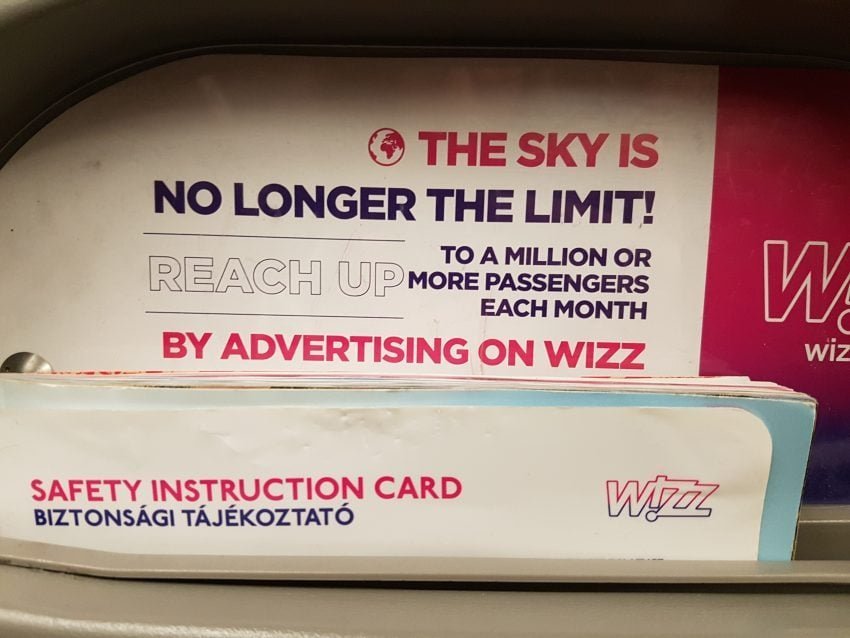 THE SKY IS
NO LONGER THE LIMIT!
REACH UP
TO A MILLION OR
MORE PASSENGERS
EACH MONTH
BY ADVERTISING ON WIZZ
SAFETY INSTRUCTION CARD
BIZTONSÁGI TÁJÉKOZTATÓ
WIZZ